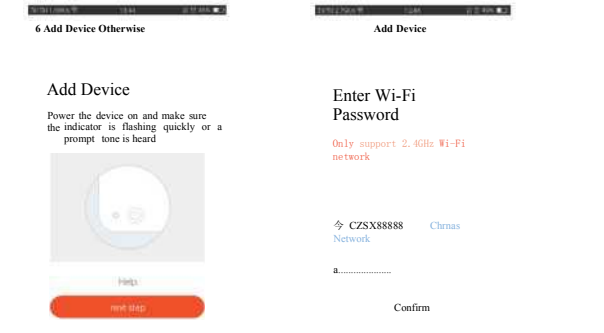 6 Add Device Otherwise
Add Device
Power the device on and make sure
the indicator is flashing quickly or a
prompt tone is heard
Help
next step
Add Device
Enter Wi-Fi
Password
Only support 2.4GHz Wi-Fi
network
今 CZSX88888 Chrnas
Network
a....................
Confirm